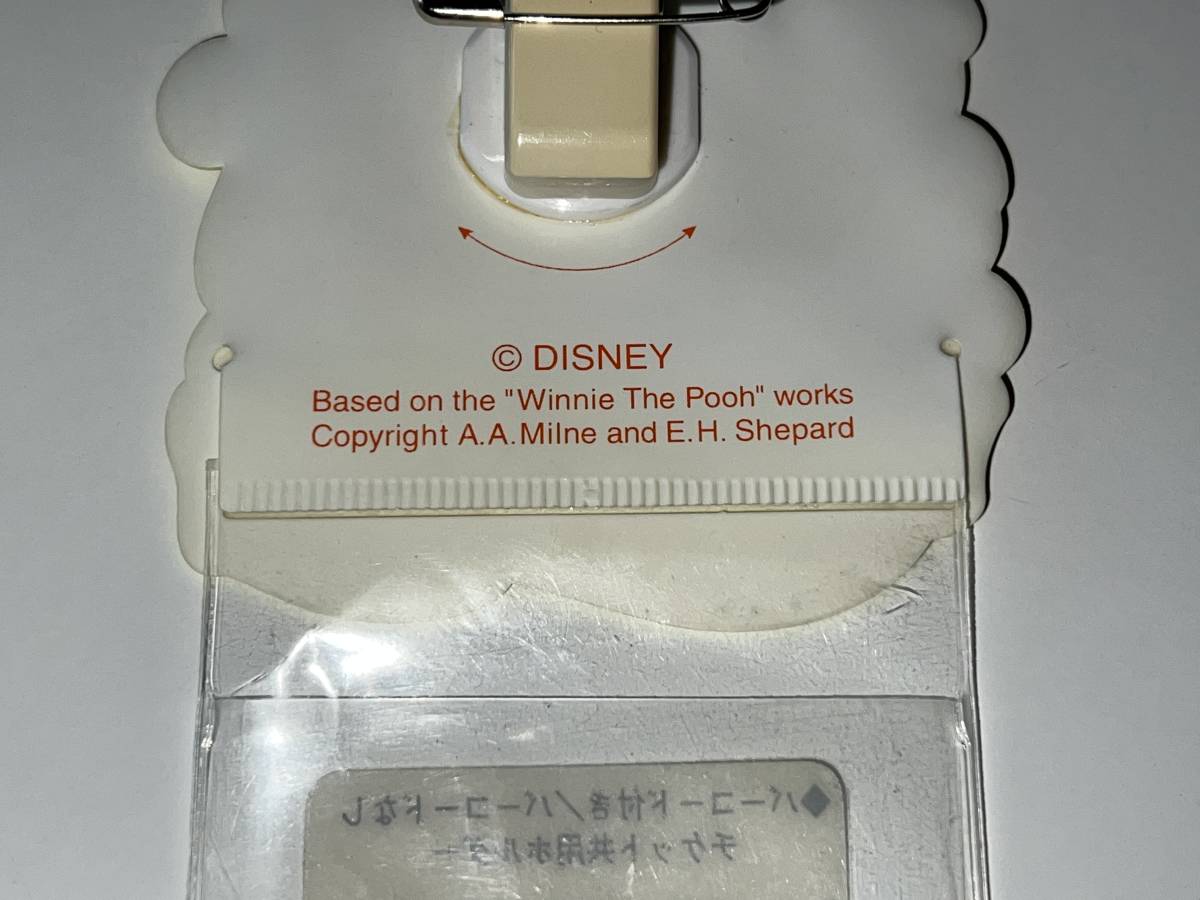 © DISNEY
Based on the "Winnie The Pooh" works
Copyright A.A.Milne and E.H. Shepard
◆バーコード付き/バーコードなし
チケット共用ホルダー